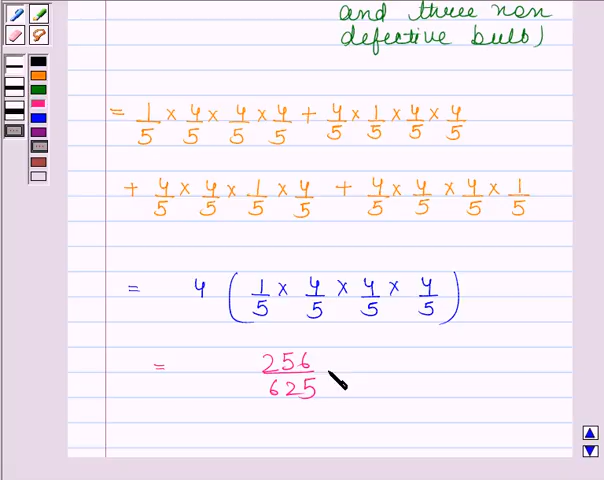 and three non
defective bulb)
= 1/5 × 4/5 × 4/5 × 4/5 + 4/5 × 1/5 × 4/5 × 4/5
+ 4/5 × 4/5 × 1/5 × 4/5 + 4/5 × 4/5 × 4/5 × 1/5
= 4 ( 1/5 × 4/5 × 4/5 × 4/5 )
= 256/625